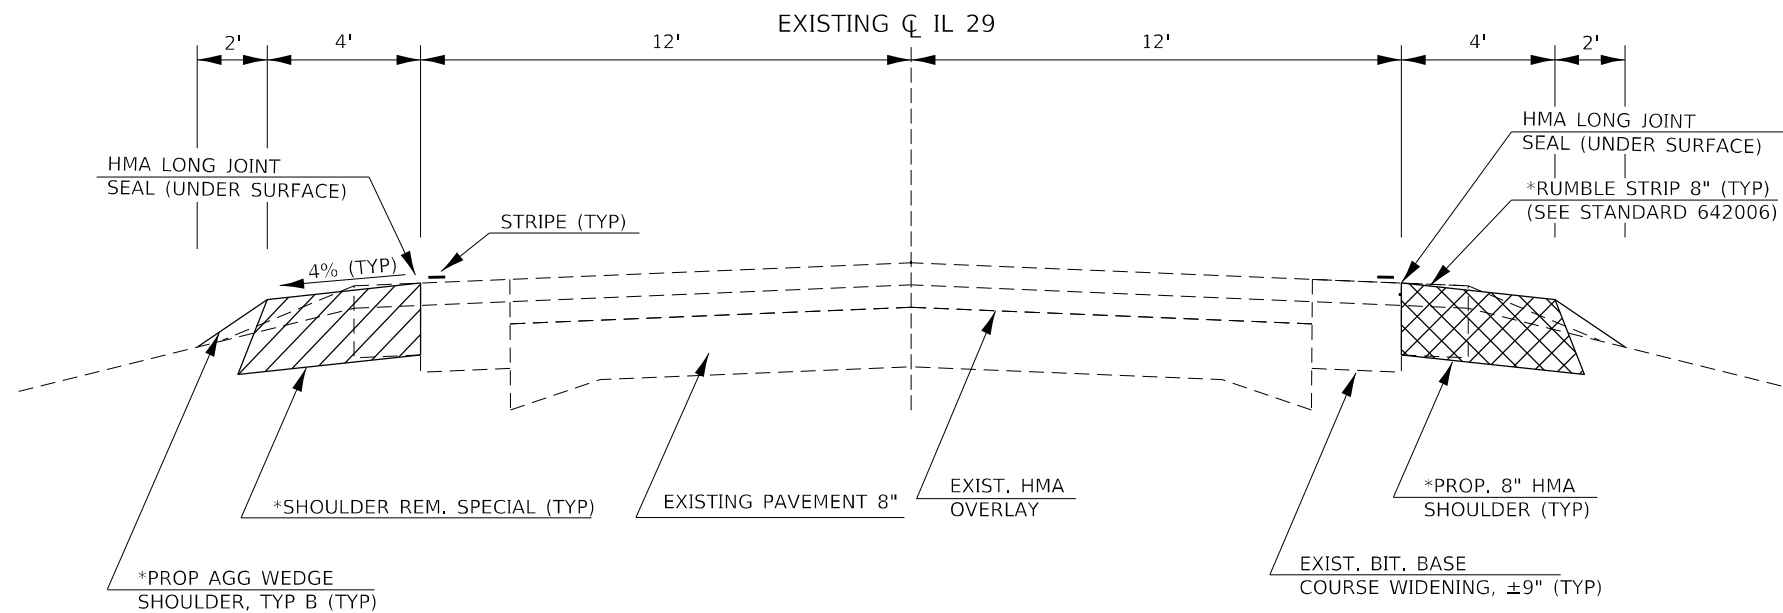 EXISTING ℄ IL 29
2'
4'
12'
12'
4'
2'
HMA LONG JOINT
SEAL (UNDER SURFACE)
HMA LONG JOINT
SEAL (UNDER SURFACE)
*RUMBLE STRIP 8" (TYP)
(SEE STANDARD 642006)
STRIPE (TYP)
4% (TYP)
*SHOULDER REM. SPECIAL (TYP)
EXISTING PAVEMENT 8"
EXIST. HMA
OVERLAY
*PROP. 8" HMA
SHOULDER (TYP)
*PROP AGG WEDGE
SHOULDER, TYP B (TYP)
EXIST. BIT. BASE
COURSE WIDENING, ±9" (TYP)